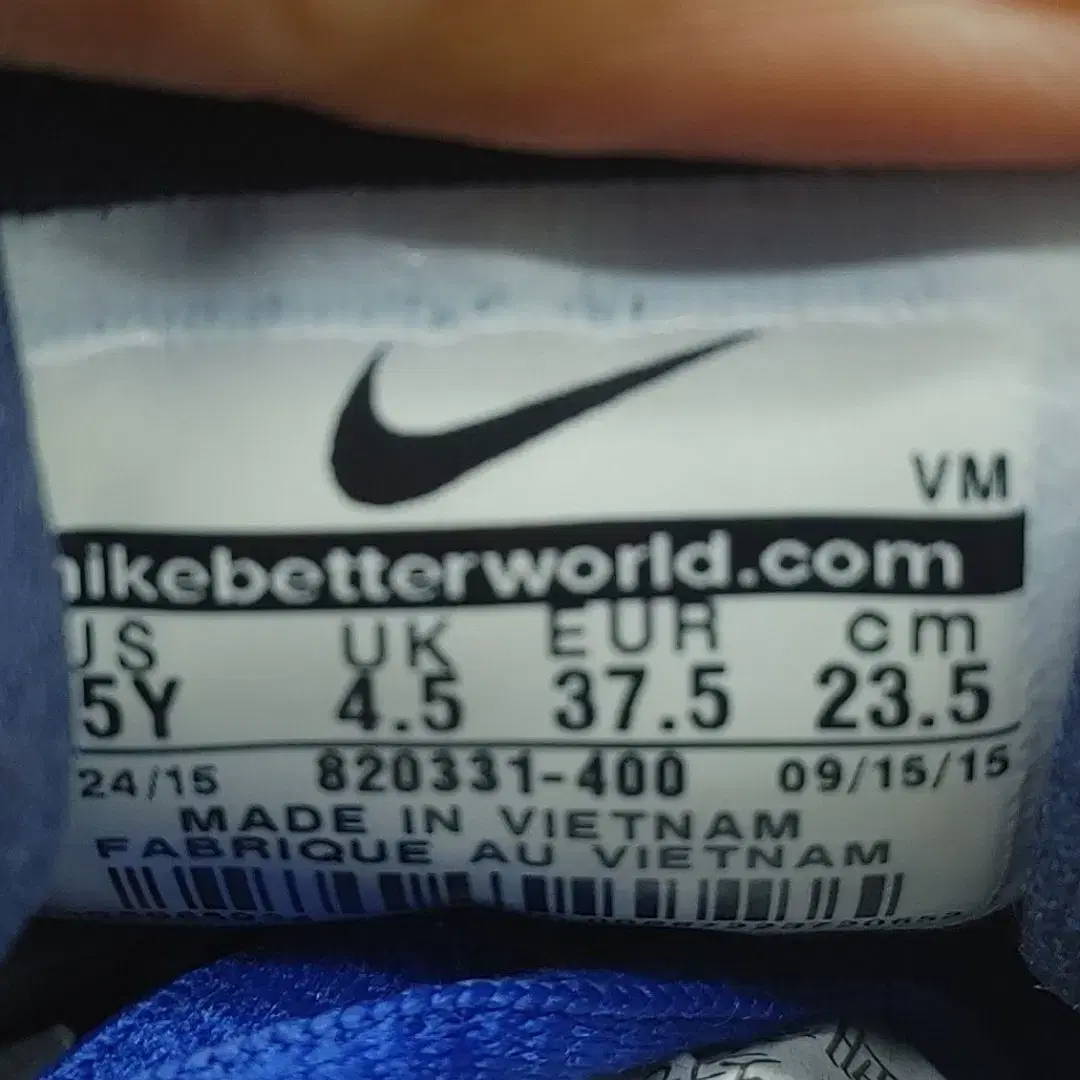 VM
nikebetterworld.com
US UK EUR cm
5Y 4.5 37.5 23.5
24/15 820331-400 09/15/15
MADE IN VIETNAM
FABRIQUE AU VIETNAM